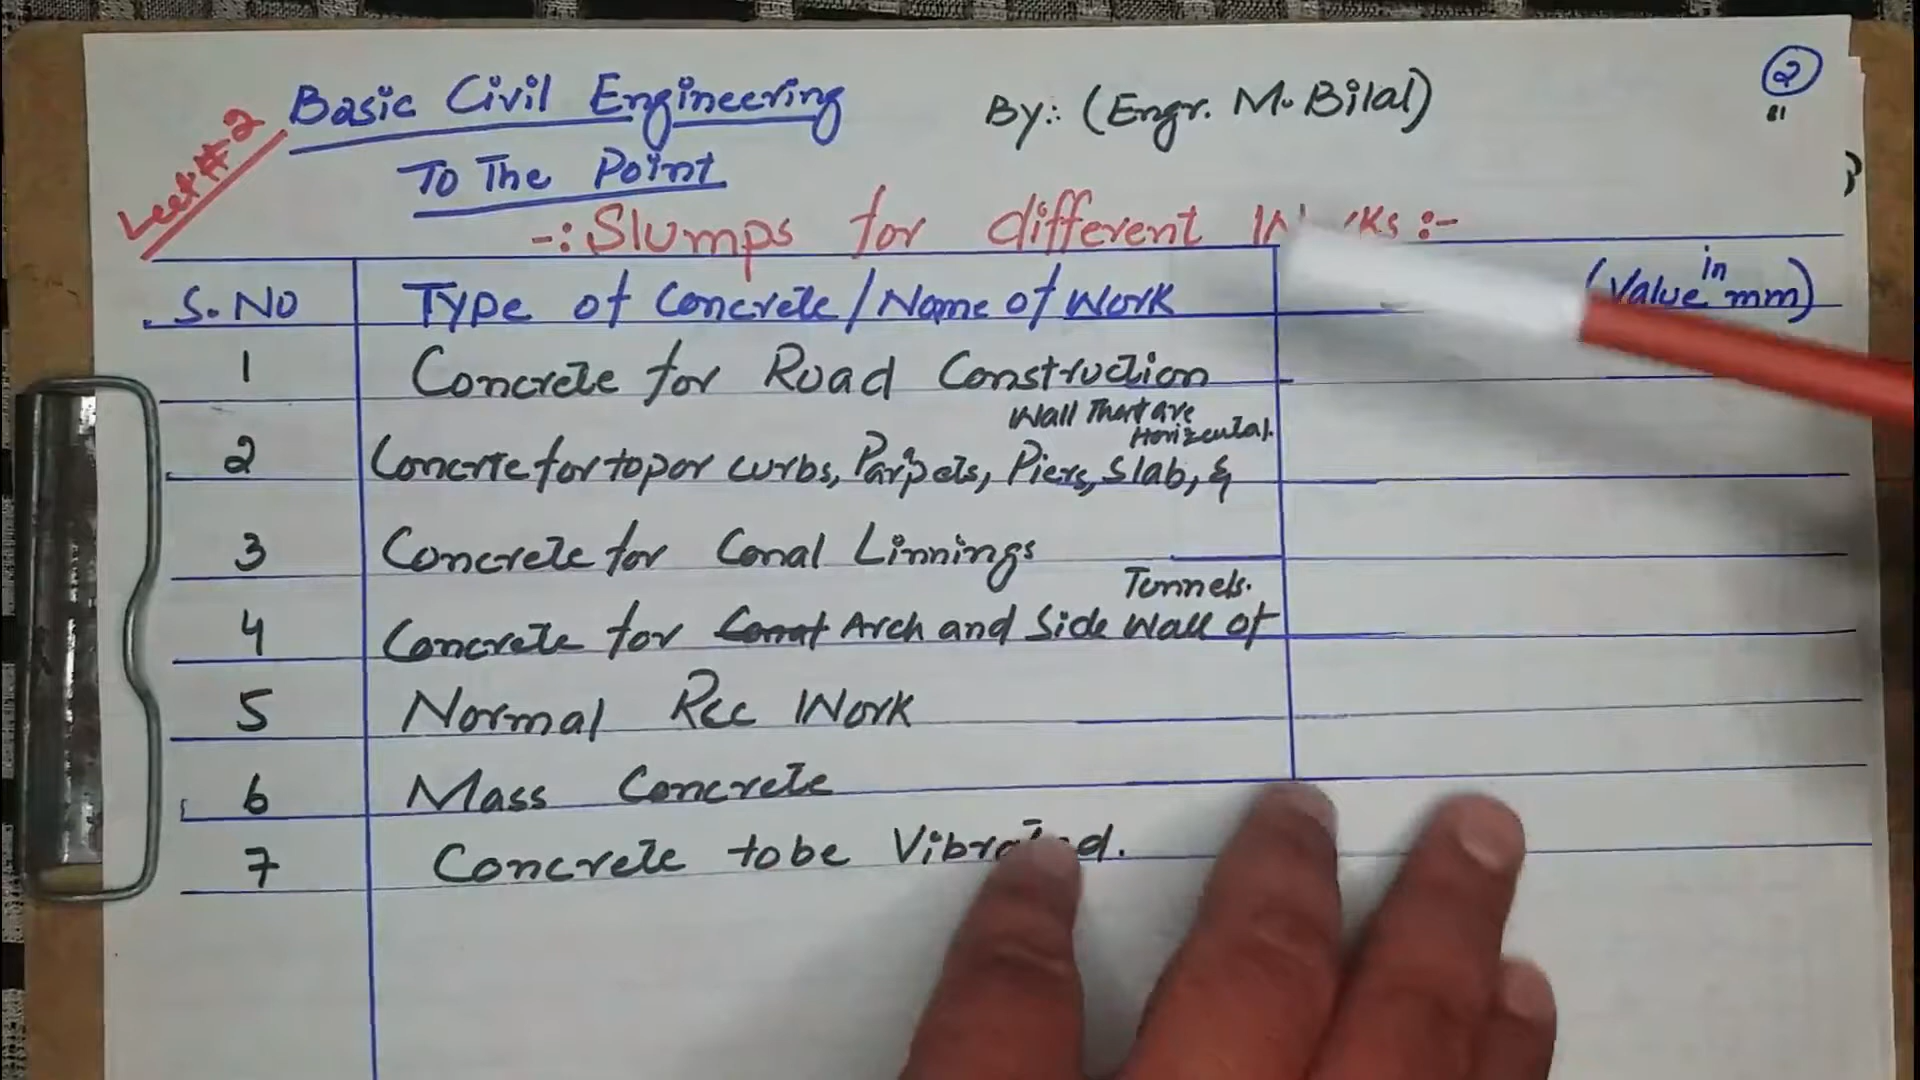 Lect # 2
Basic Civil Engineering
To The Point
By:- (Engr. M. Bilal)
2
-: Slumps for different :-
S. No
Type of Concrete / Name of Work
(Value in mm)
1
Concrete for Road Construction
2
Concrete for top or curbs, Parpets, Piers, Slab, &
Wall That are
Horizental.
3
Concrete for Canal Linnings
4
Concrete for Arch and Side Wall of
Tunnels.
5
Normal Rcc Work
6
Mass Concrete
7
Concrete to be